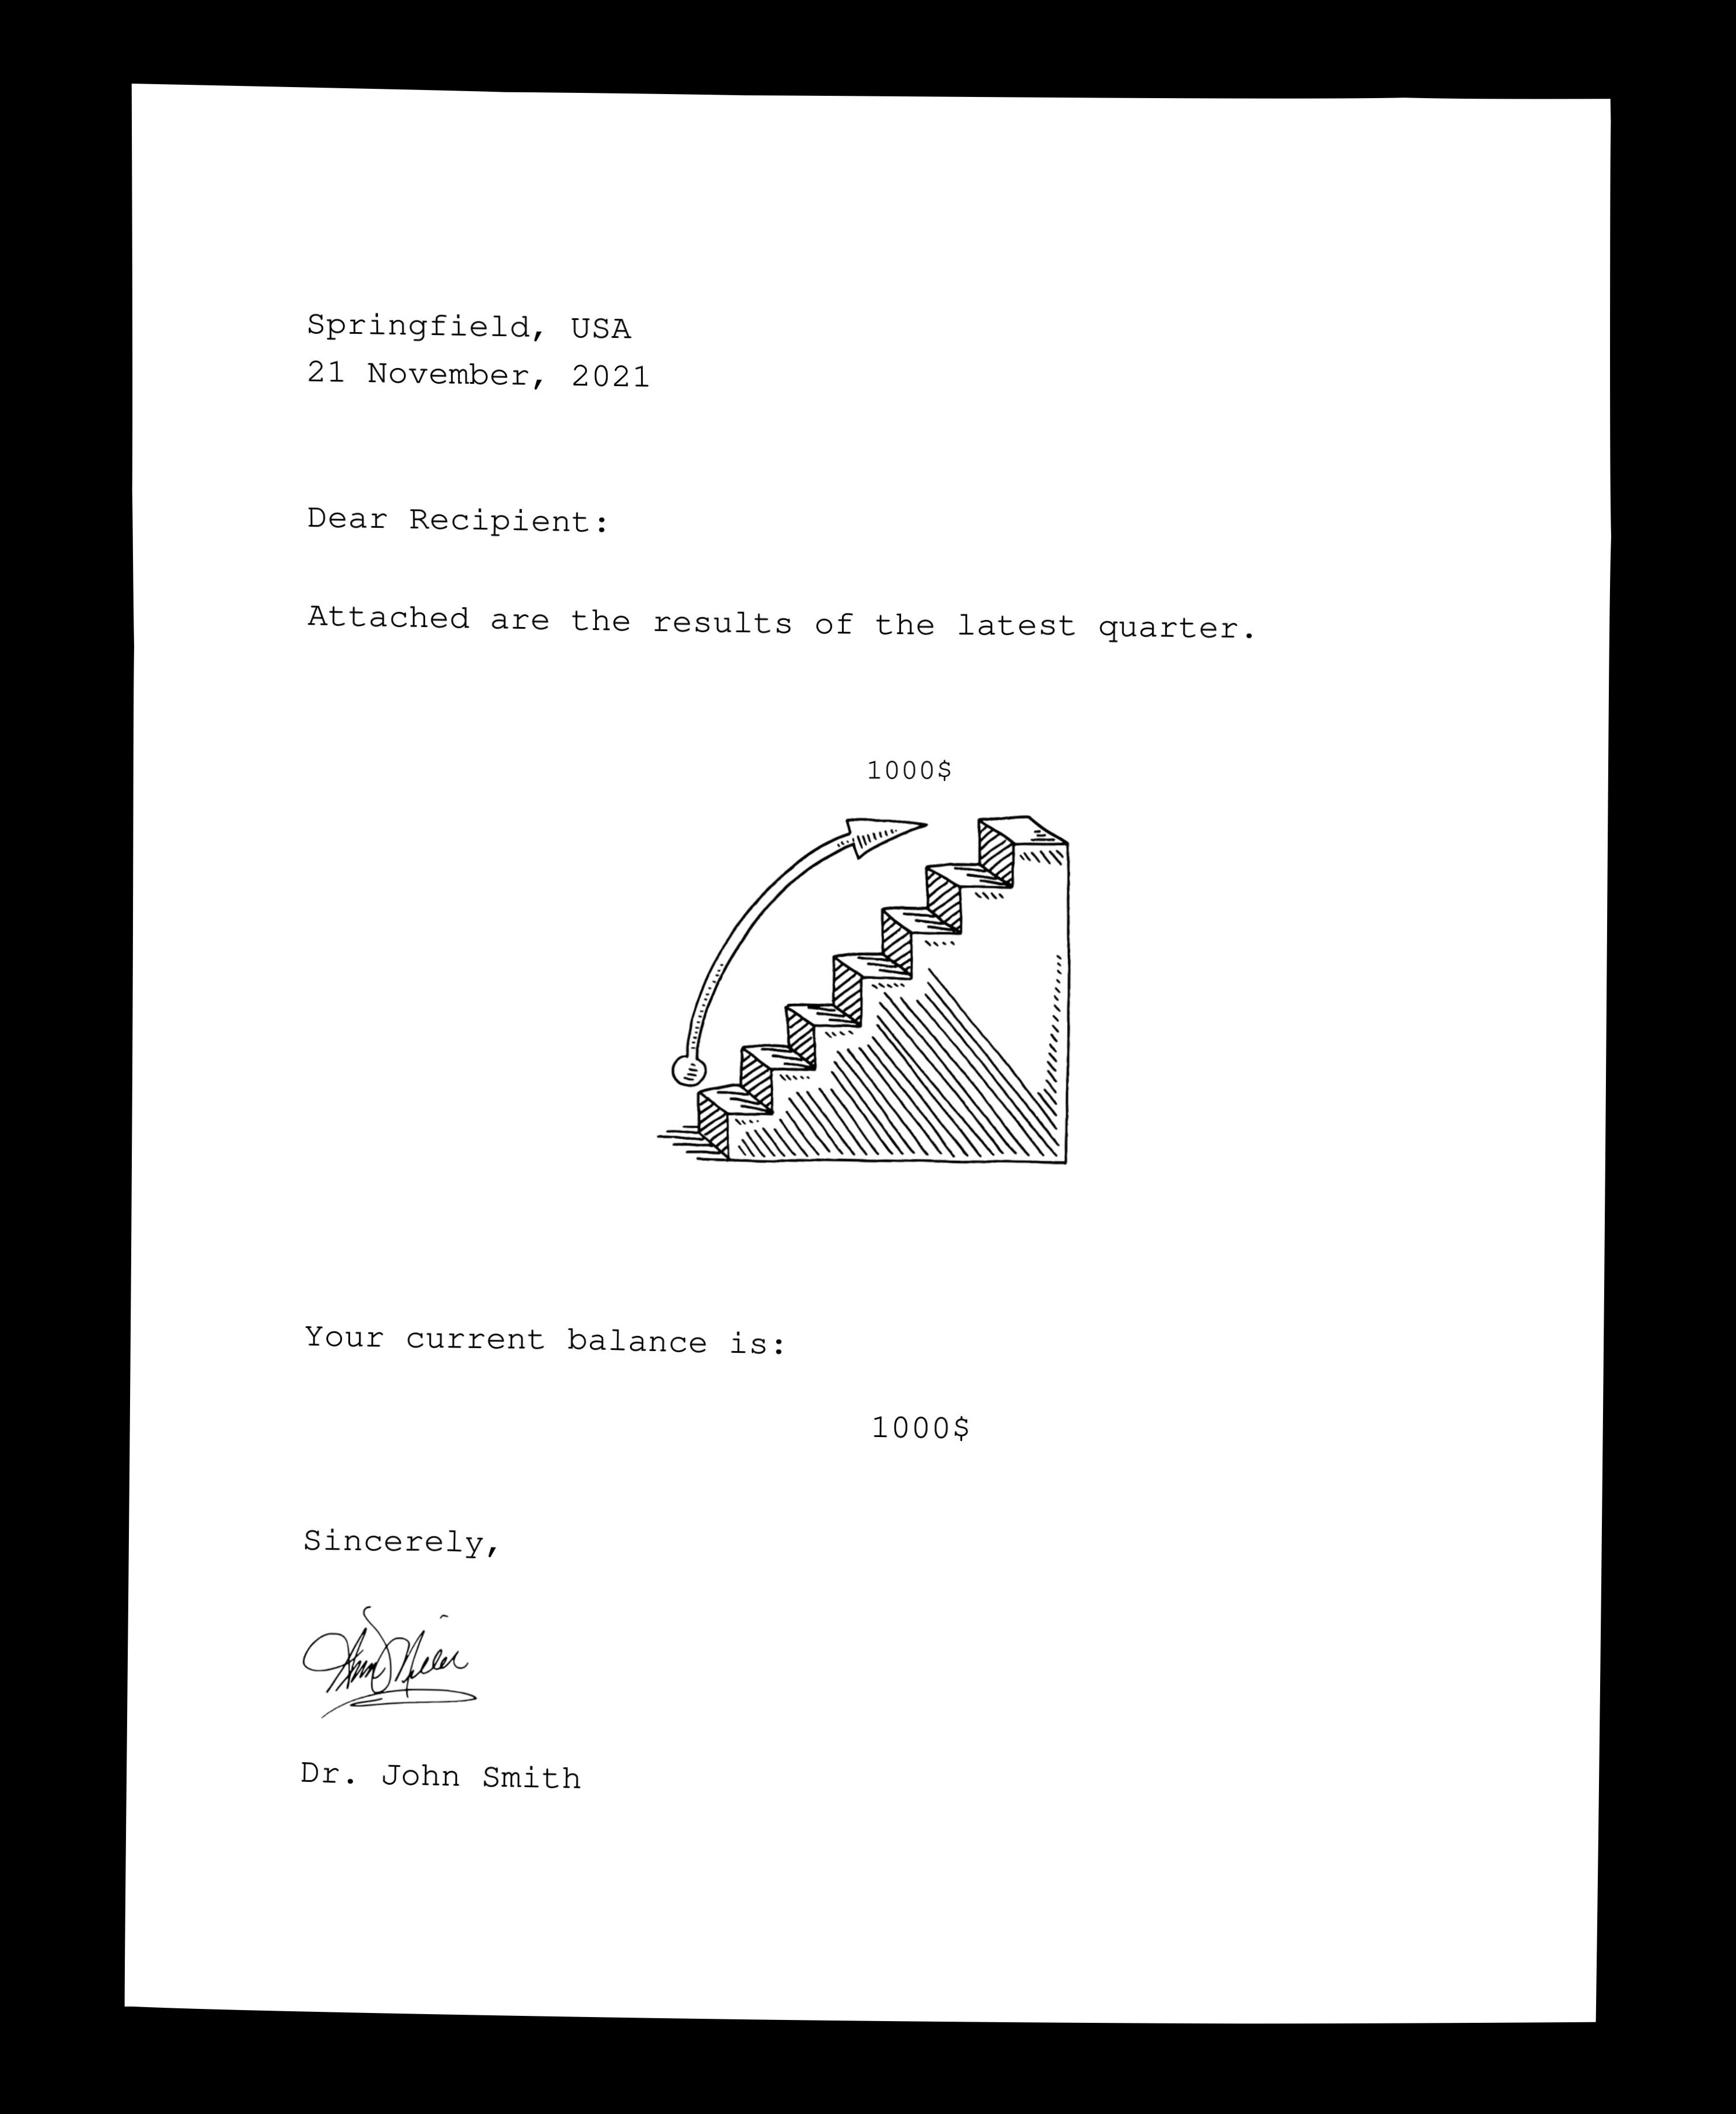 Springfield, USA
21 November, 2021
Dear Recipient:
Attached are the results of the latest quarter.
1000$
Your current balance is:
1000$
Sincerely,
Dr. John Smith